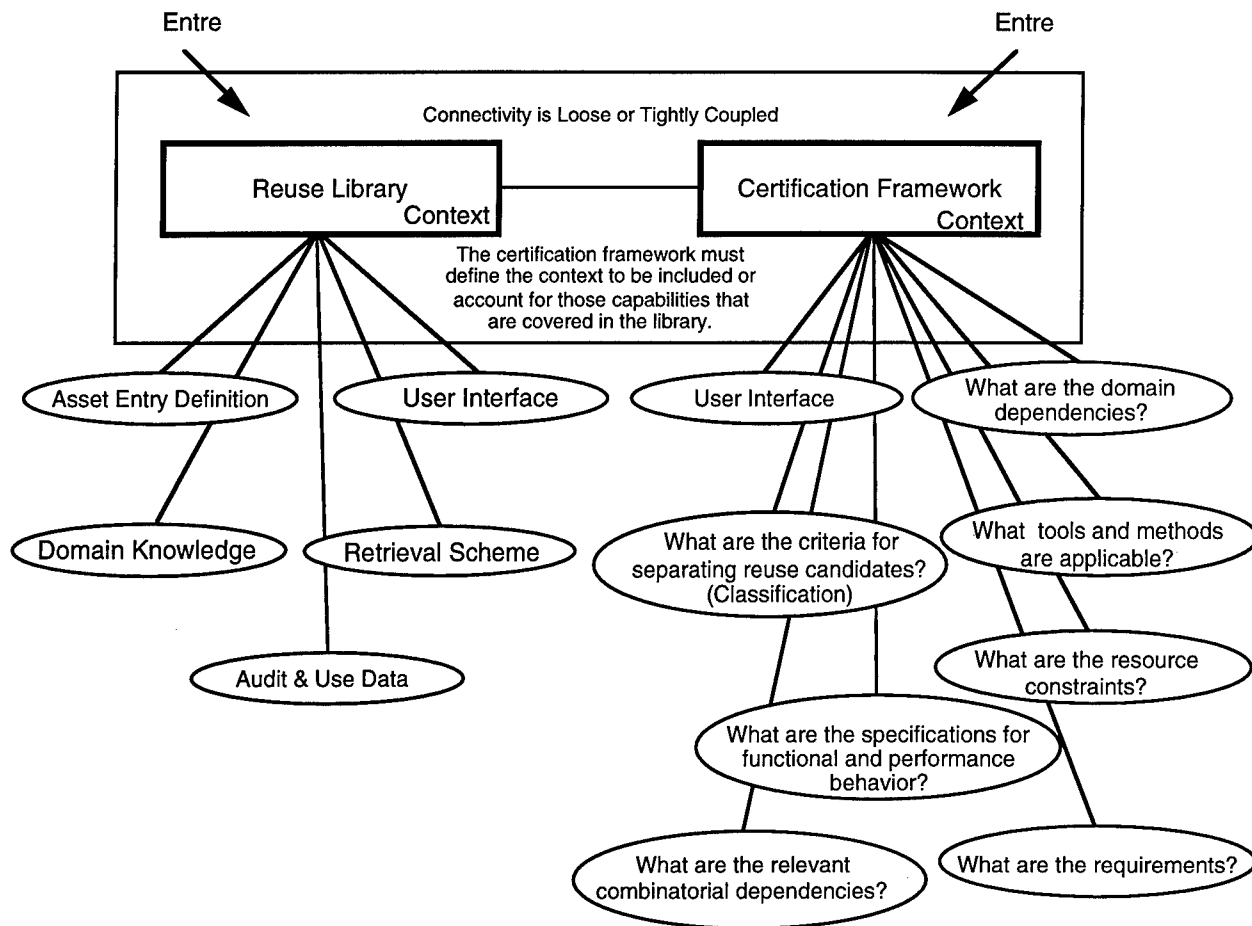 Entre
Entre
Connectivity is Loose or Tightly Coupled
Reuse Library
Context
Certification Framework
Context
The certification framework must
define the context to be included or
account for those capabilities that
are covered in the library.
Asset Entry Definition
User Interface
User Interface
What are the domain
dependencies?
Domain Knowledge
Retrieval Scheme
What are the criteria for
separating reuse candidates?
(Classification)
What tools and methods
are applicable?
Audit & Use Data
What are the resource
constraints?
What are the specifications for
functional and performance
behavior?
What are the relevant
combinatorial dependencies?
What are the requirements?